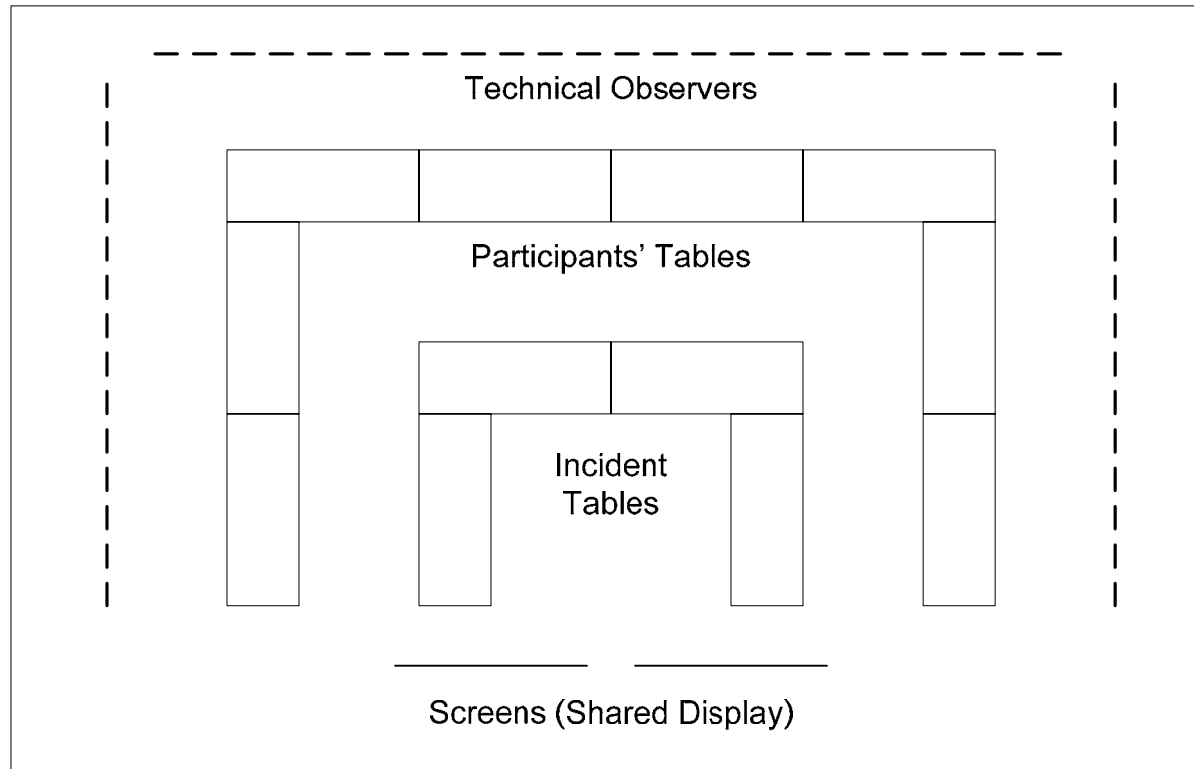 Technical Observers
Participants’ Tables
Incident
Tables
Screens (Shared Display)